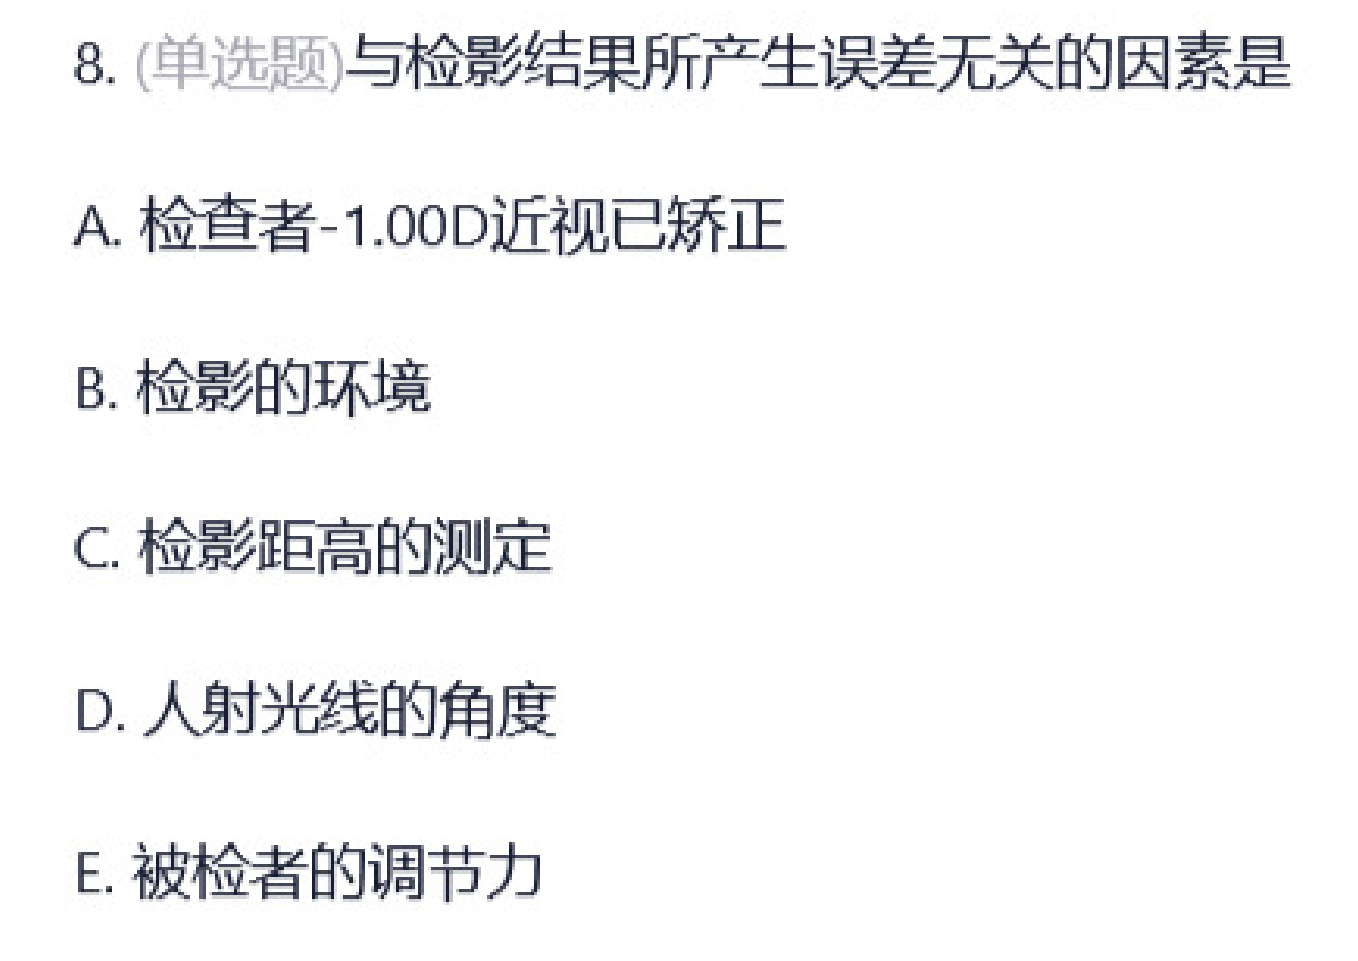 8. (单选题)与检影结果所产生误差无关的因素是
A. 检查者-1.00D近视已矫正
B. 检影的环境
C. 检影距高的测定
D. 人射光线的角度
E. 被检者的调节力